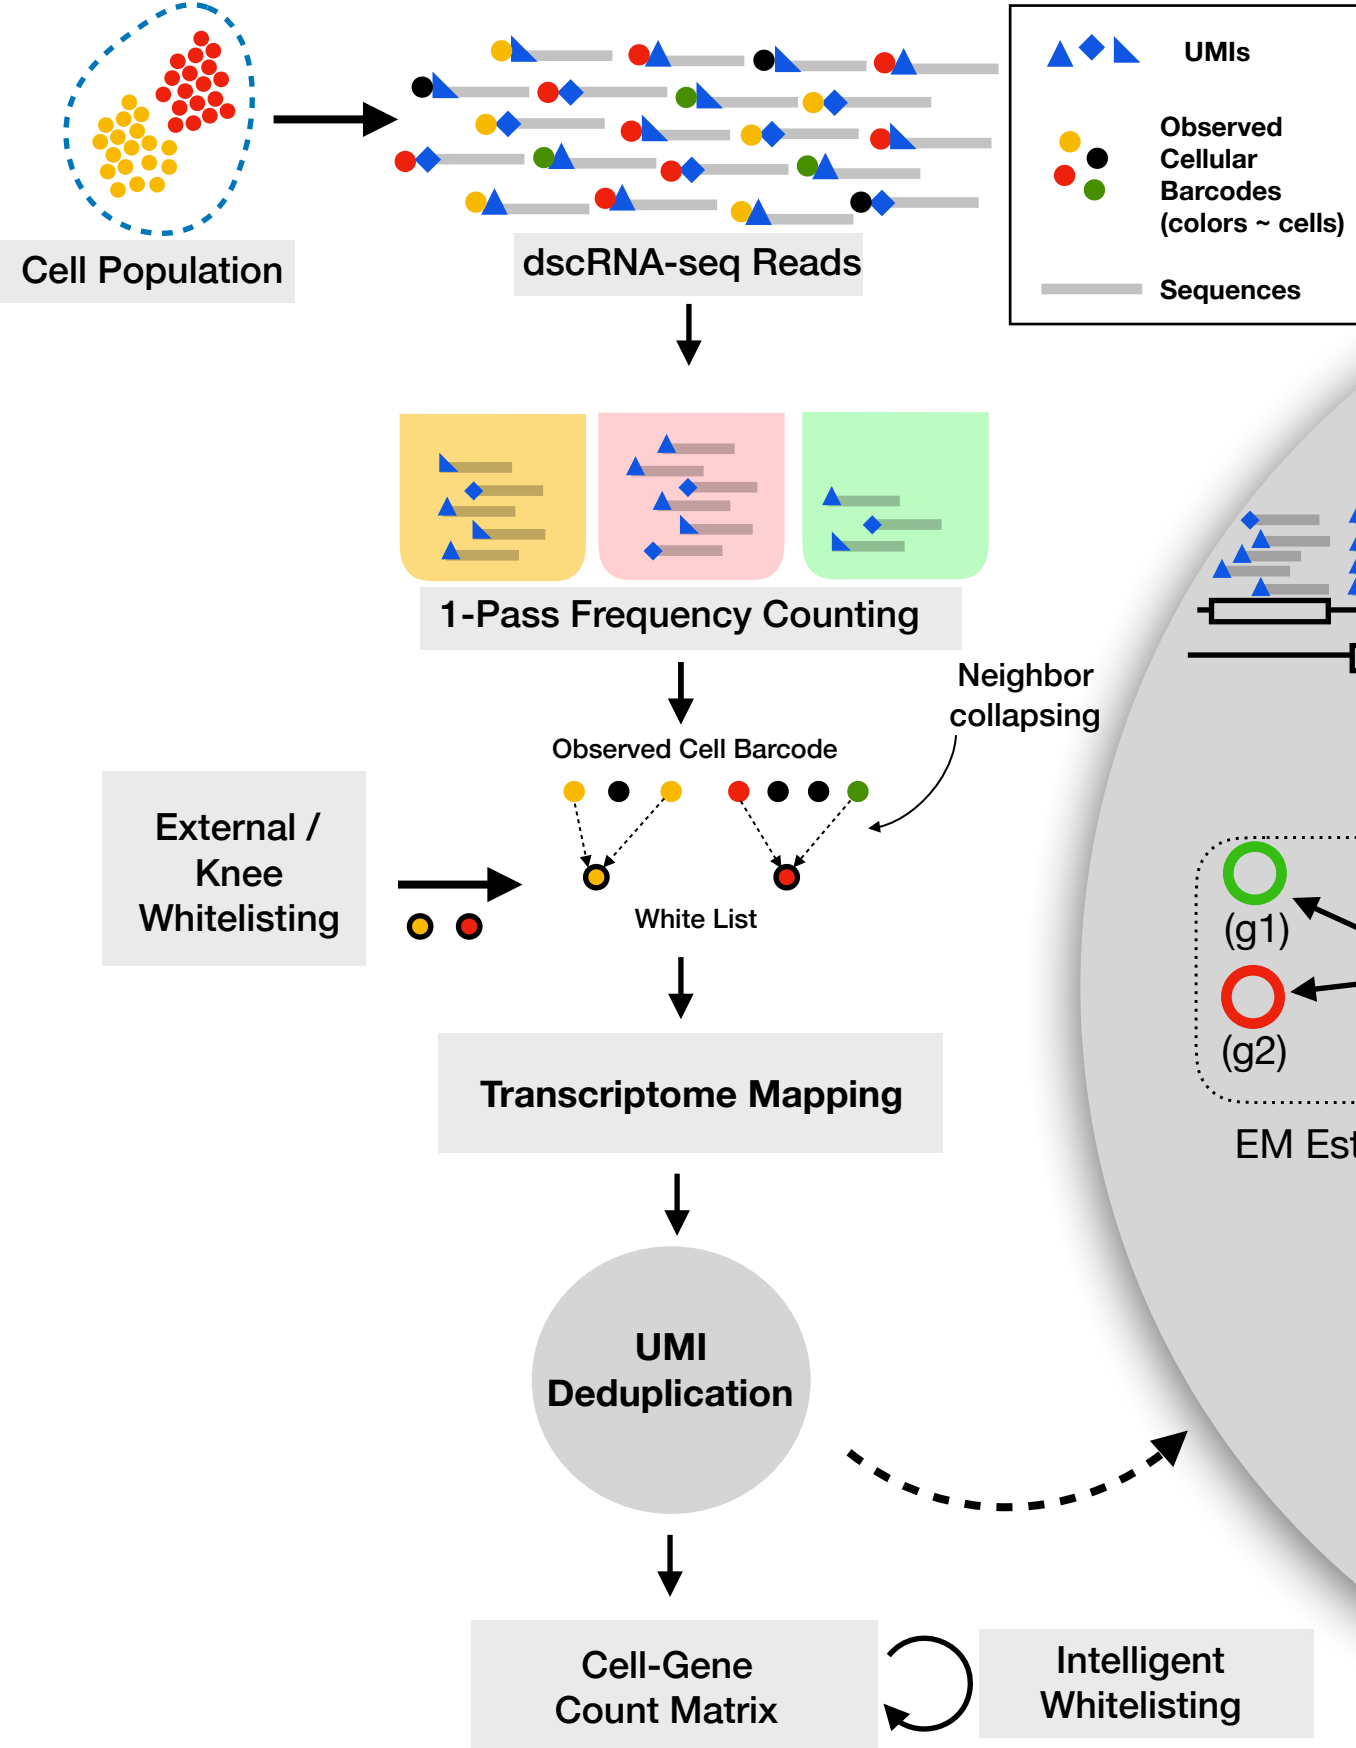 UMIs
Observed
Cellular
Barcodes
(colors ~ cells)
Sequences
Cell Population
dscRNA-seq Reads
1-Pass Frequency Counting
Neighbor
collapsing
Observed Cell Barcode
External /
Knee
Whitelisting
White List
(g1)
(g2)
Transcriptome Mapping
EM Est
UMI
Deduplication
Cell-Gene
Count Matrix
Intelligent
Whitelisting